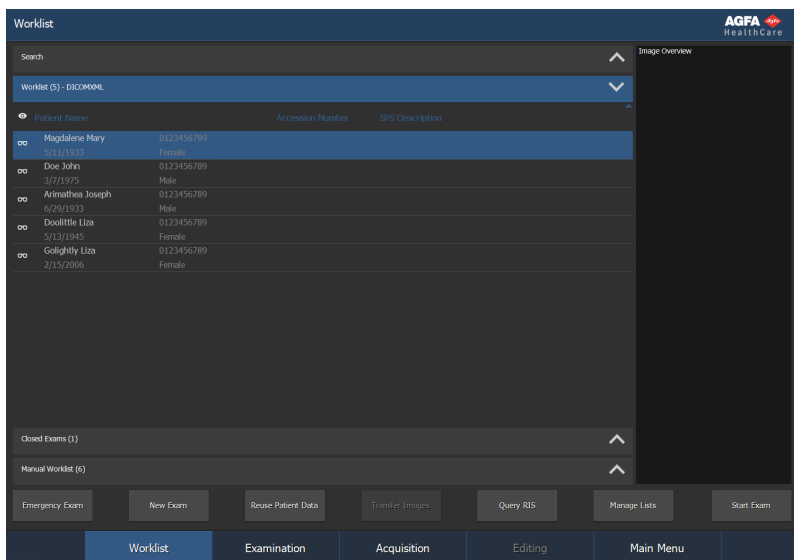 Worklist
AGFA
HealthCare
Search
Image Overview
Worklist (5) - DICOMXML
Patient Name Accession Number SPS Description
Magdalene Mary 0123456789
5/11/1933 Female
Doe John 0123456789
3/7/1975 Male
Arimathea Joseph 0123456789
6/29/1933 Male
Doolittle Liza 0123456789
5/13/1945 Female
Golightly Liza 0123456789
2/15/2006 Female
Closed Exams (1)
Manual Worklist (6)
Emergency Exam New Exam Reuse Patient Data Transfer Images Query RIS Manage Lists Start Exam
Worklist Examination Acquisition Editing Main Menu